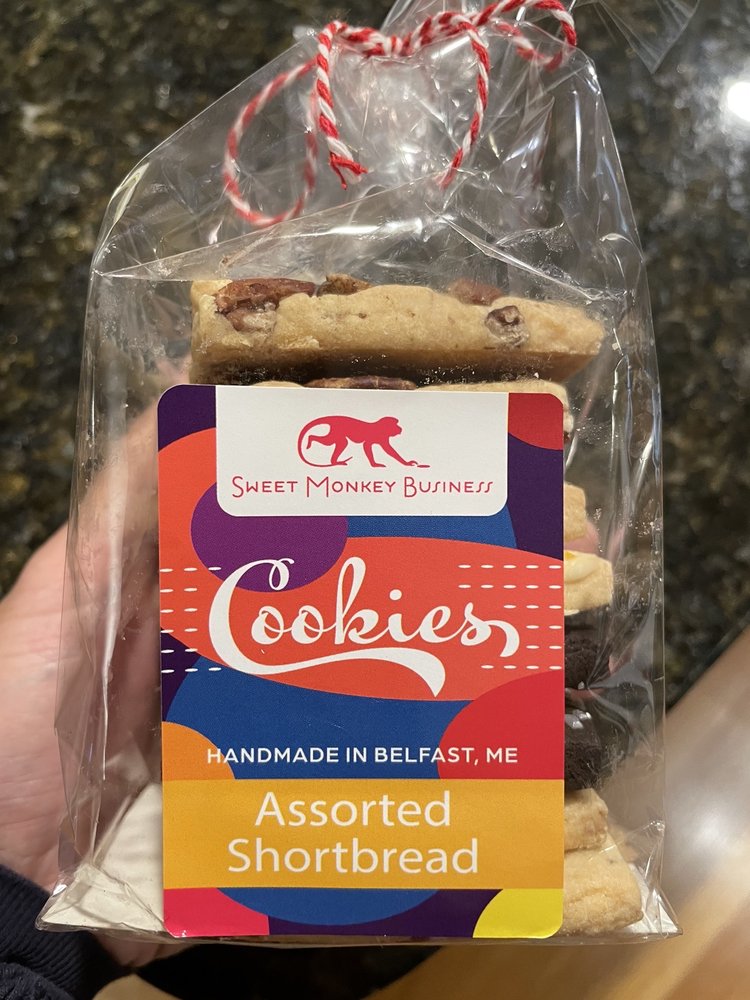 Sweet Monkey Business
Cookies
HANDMADE IN BELFAST, ME
Assorted
Shortbread